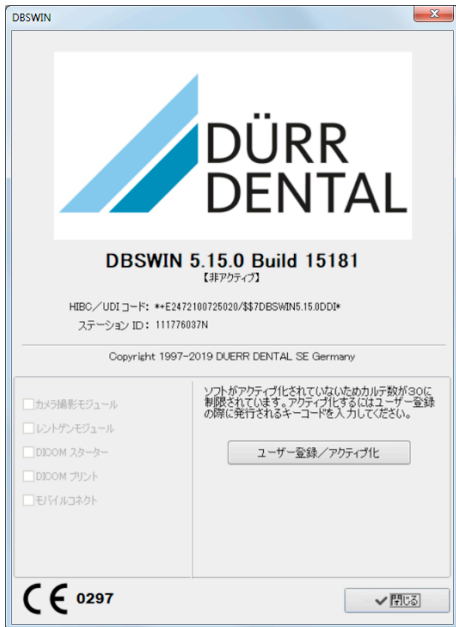 DBSWIN
DÜRR
DENTAL
DBSWIN 5.15.0 Build 15181
【非アクティブ】
HIBC／UDI コード: *+E2472100725020/$$7DBSWIN5.15.0DDI*
ステーション ID: 111776037N
Copyright 1997-2019 DUERR DENTAL SE Germany
カメラ撮影モジュール
レントゲンモジュール
DICOM スターター
DICOM プリント
モバイルコネクト
ソフトがアクティブ化されていないためカルテ数が30に
制限されています。アクティブ化するにはユーザー登録
の際に発行されるキーコードを入力してください。
ユーザー登録／アクティブ化
CE 0297
閉じる